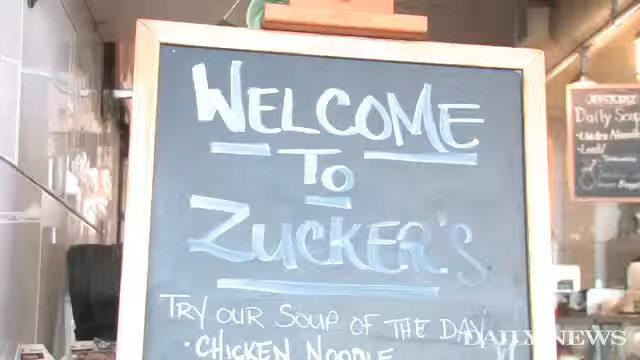 WELCOME
TO
ZUCKER'S
TRY OUR SOUP OF THE DAY
· CHICKEN NOODLE
Daily Soup
DAILY NEWS